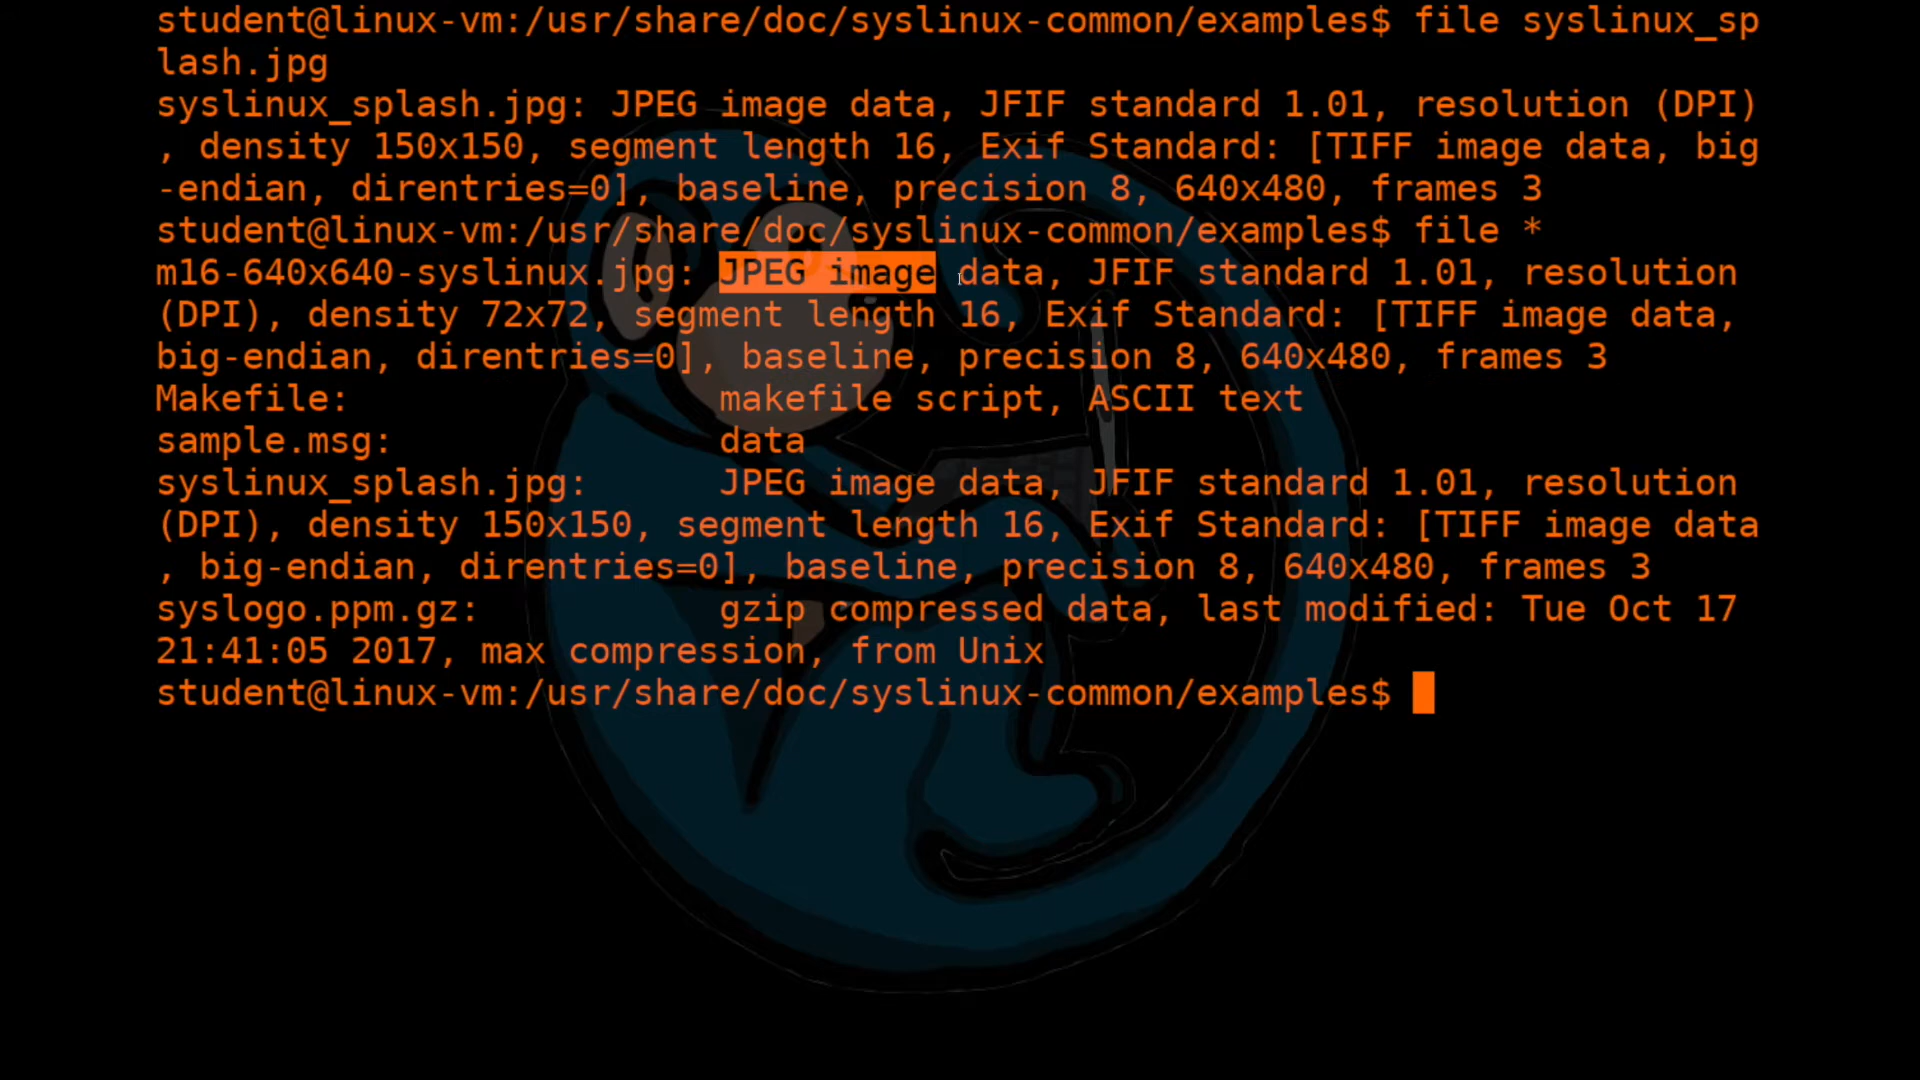 student@linux-vm:/usr/share/doc/syslinux-common/examples$ file syslinux_sp
lash.jpg
syslinux_splash.jpg: JPEG image data, JFIF standard 1.01, resolution (DPI)
, density 150x150, segment length 16, Exif Standard: [TIFF image data, big
-endian, direntries=0], baseline, precision 8, 640x480, frames 3
student@linux-vm:/usr/share/doc/syslinux-common/examples$ file *
m16-640x640-syslinux.jpg: JPEG image data, JFIF standard 1.01, resolution
(DPI), density 72x72, segment length 16, Exif Standard: [TIFF image data,
big-endian, direntries=0], baseline, precision 8, 640x480, frames 3
Makefile:                 makefile script, ASCII text
sample.msg:               data
syslinux_splash.jpg:      JPEG image data, JFIF standard 1.01, resolution
(DPI), density 150x150, segment length 16, Exif Standard: [TIFF image data
, big-endian, direntries=0], baseline, precision 8, 640x480, frames 3
syslogo.ppm.gz:           gzip compressed data, last modified: Tue Oct 17
21:41:05 2017, max compression, from Unix
student@linux-vm:/usr/share/doc/syslinux-common/examples$